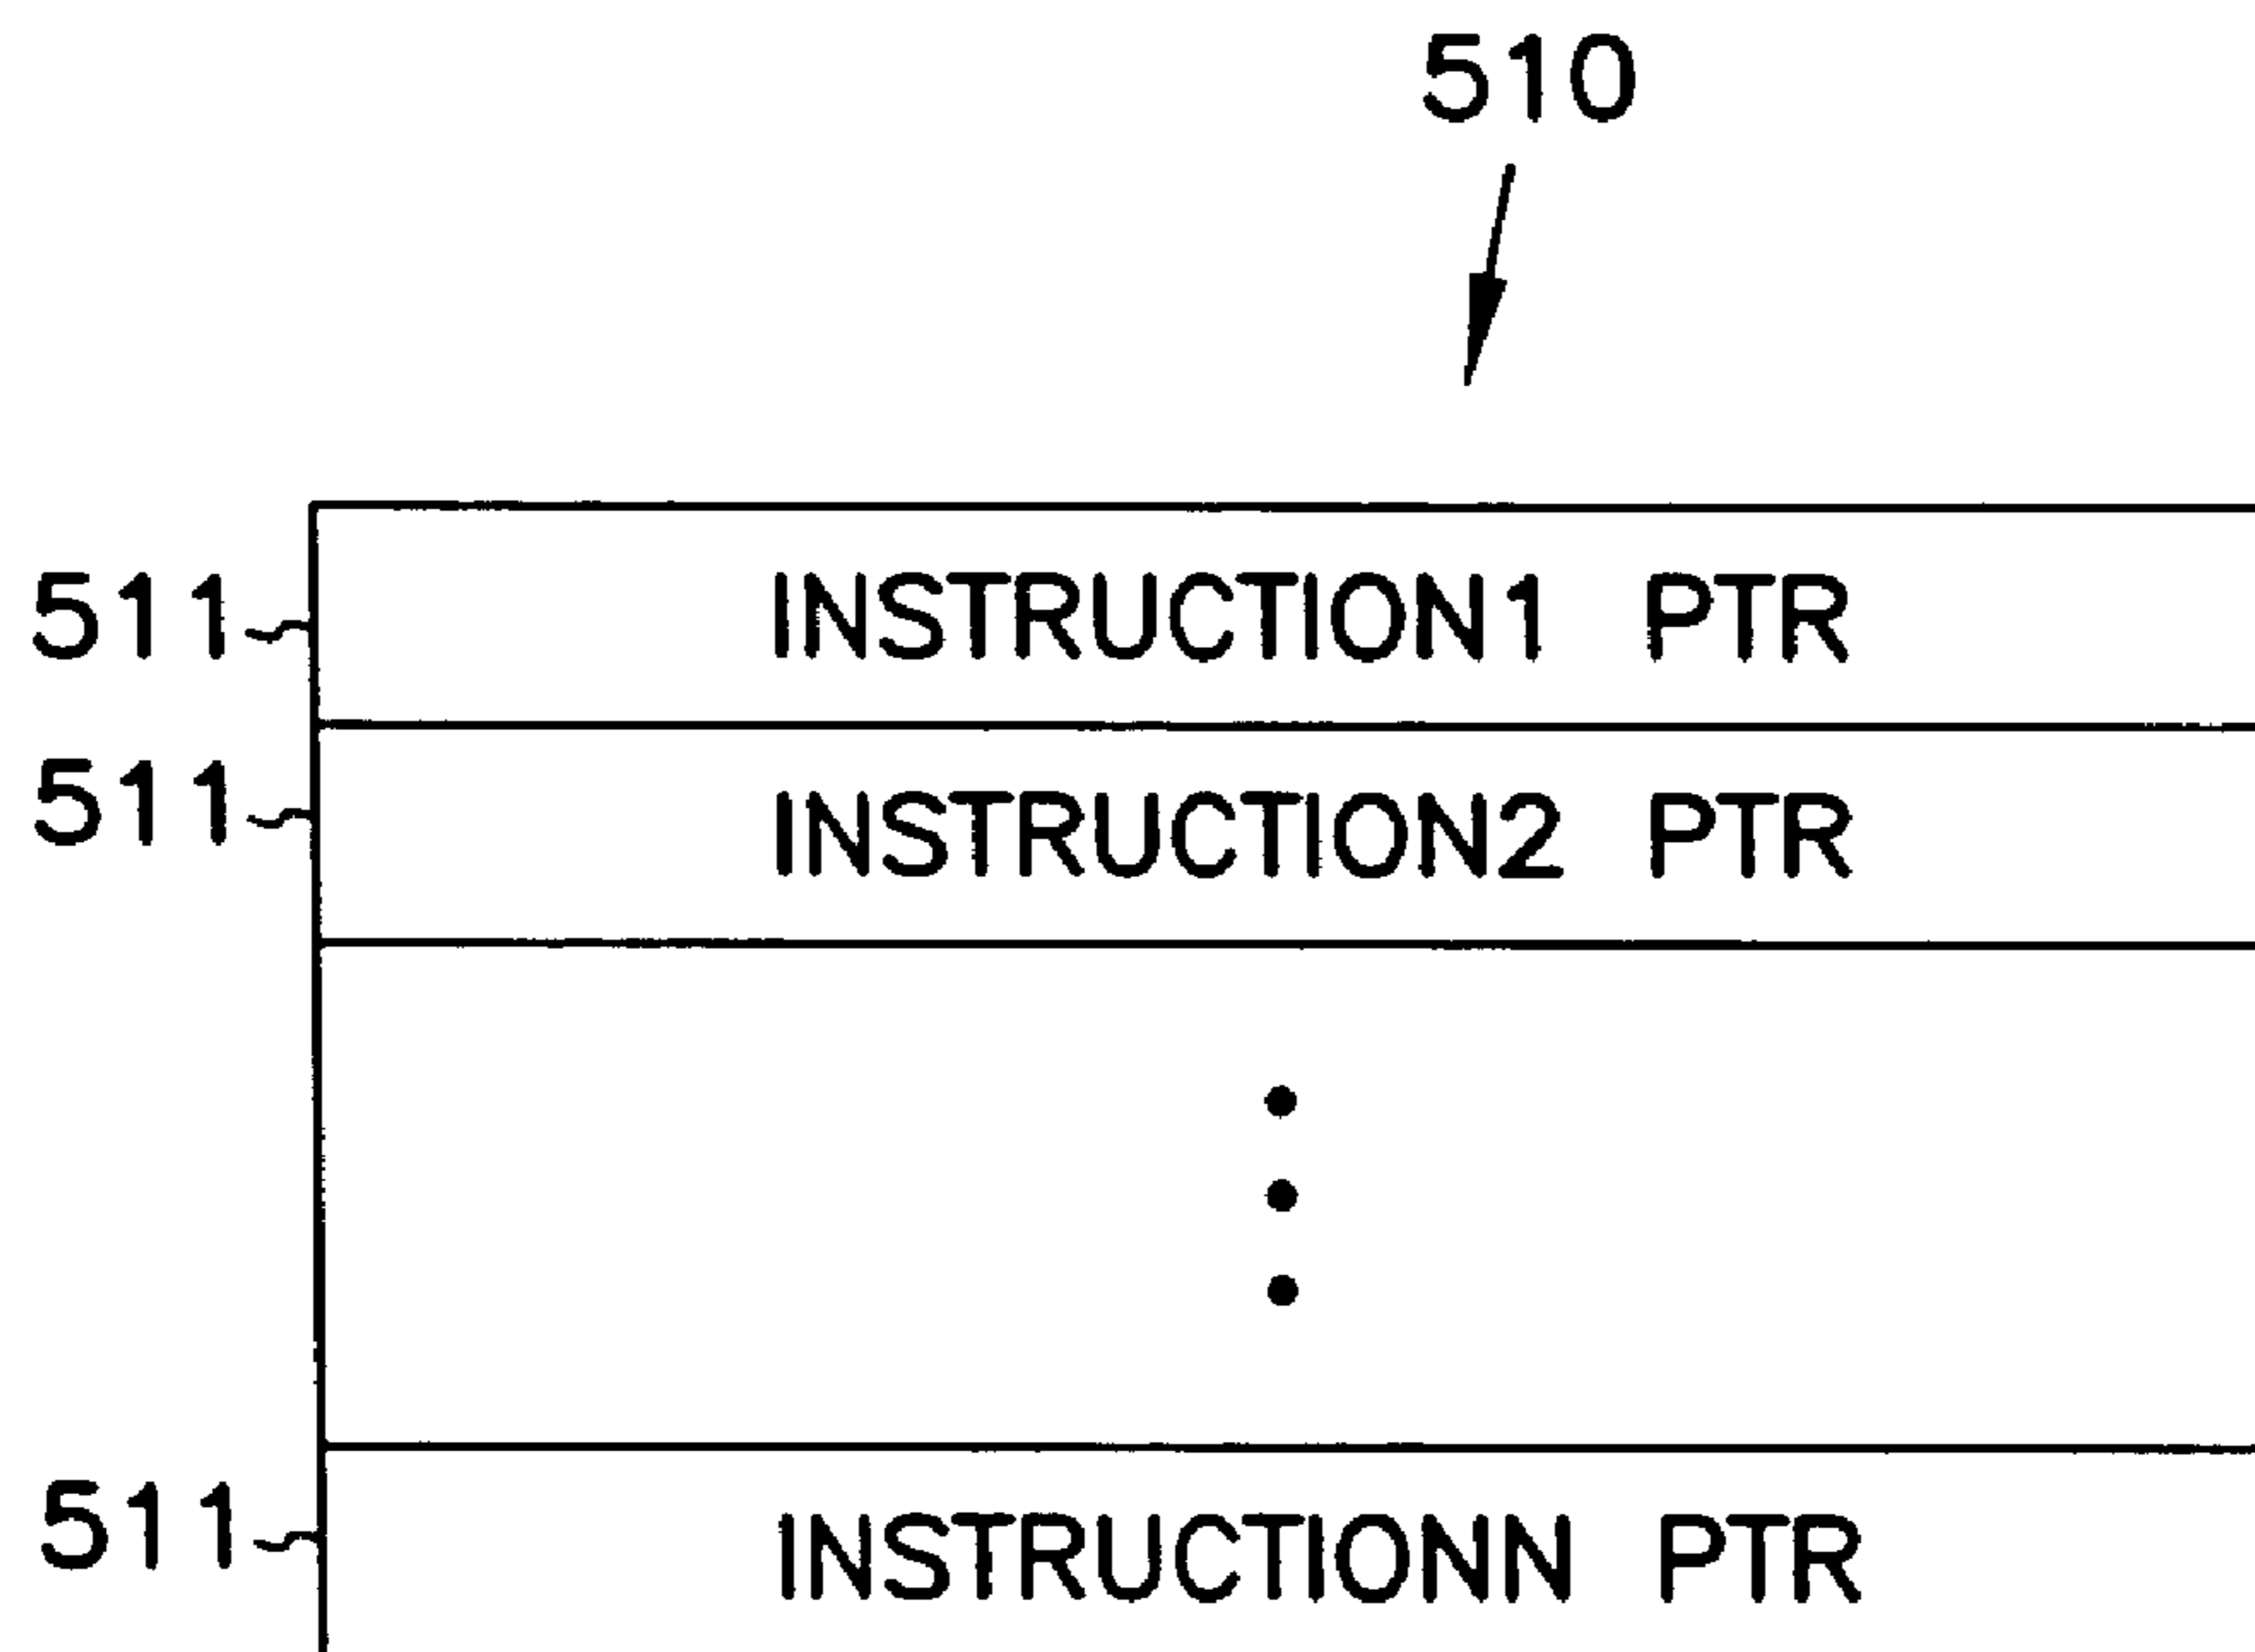 510
511 INSTRUCTION1 PTR
511 INSTRUCTION2 PTR
511 INSTRUCTIONN PTR